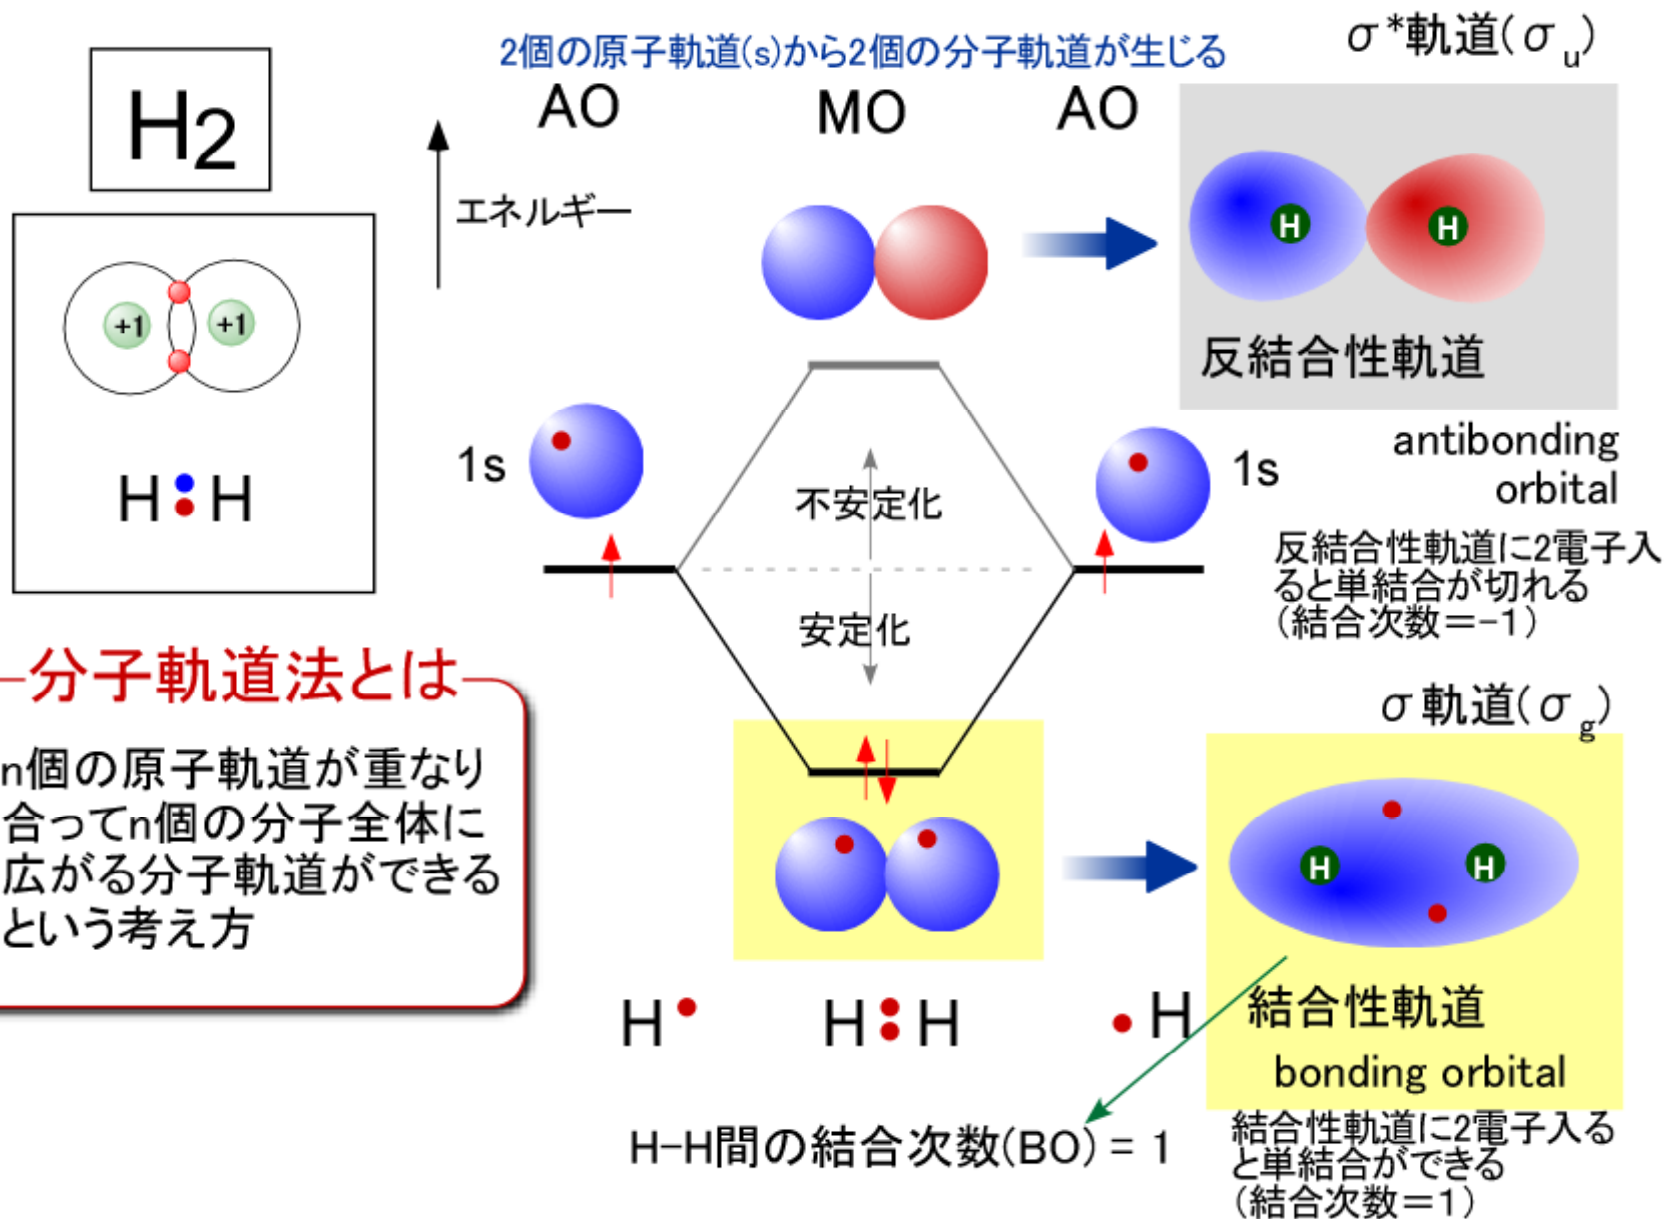 2個の原子軌道(s)から2個の分子軌道が生じる
σ*軌道(σu)
H2
AO
MO
AO
エネルギー
H
H
+1
+1
反結合性軌道
antibonding
orbital
1s
1s
不安定化
H:H
反結合性軌道に2電子入
ると単結合が切れる
(結合次数=-1)
安定化
分子軌道法とは
σ軌道(σg)
n個の原子軌道が重なり
合ってn個の分子全体に
広がる分子軌道ができる
という考え方
H
H
結合性軌道
bonding orbital
H•
H:H
•H
H-H間の結合次数(BO) = 1
結合性軌道に2電子入る
と単結合ができる
(結合次数=1)